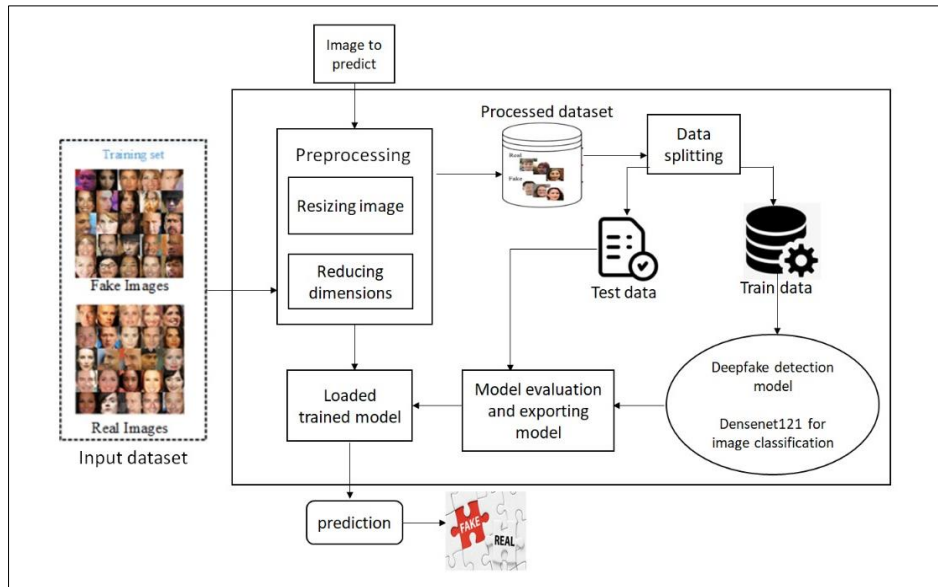 Image to
predict
Training set
Fake Images
Real Images
Input dataset
Preprocessing
Resizing image
Reducing
dimensions
Processed dataset
Real
Fake
Data
splitting
Test data
Train data
Deepfake detection
model
Densenet121 for
image classification
Model evaluation
and exporting
model
Loaded
trained model
prediction
FAKE
REAL